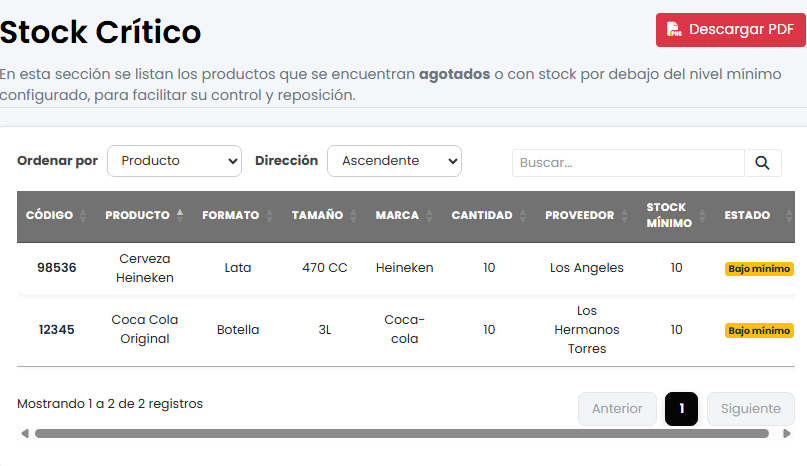 Stock Crítico
Descargar PDF
En esta sección se listan los productos que se encuentran agotados o con stock por debajo del nivel mínimo
configurado, para facilitar su control y reposición.
Ordenar por Producto Dirección Ascendente Buscar...
CÓDIGO PRODUCTO FORMATO TAMAÑO MARCA CANTIDAD PROVEEDOR STOCK MÍNIMO ESTADO
98536 Cerveza Heineken Lata 470 CC Heineken 10 Los Angeles 10 Bajo mínimo
12345 Coca Cola Original Botella 3L Coca-cola 10 Los Hermanos Torres 10 Bajo mínimo
Mostrando 1 a 2 de 2 registros
Anterior 1 Siguiente